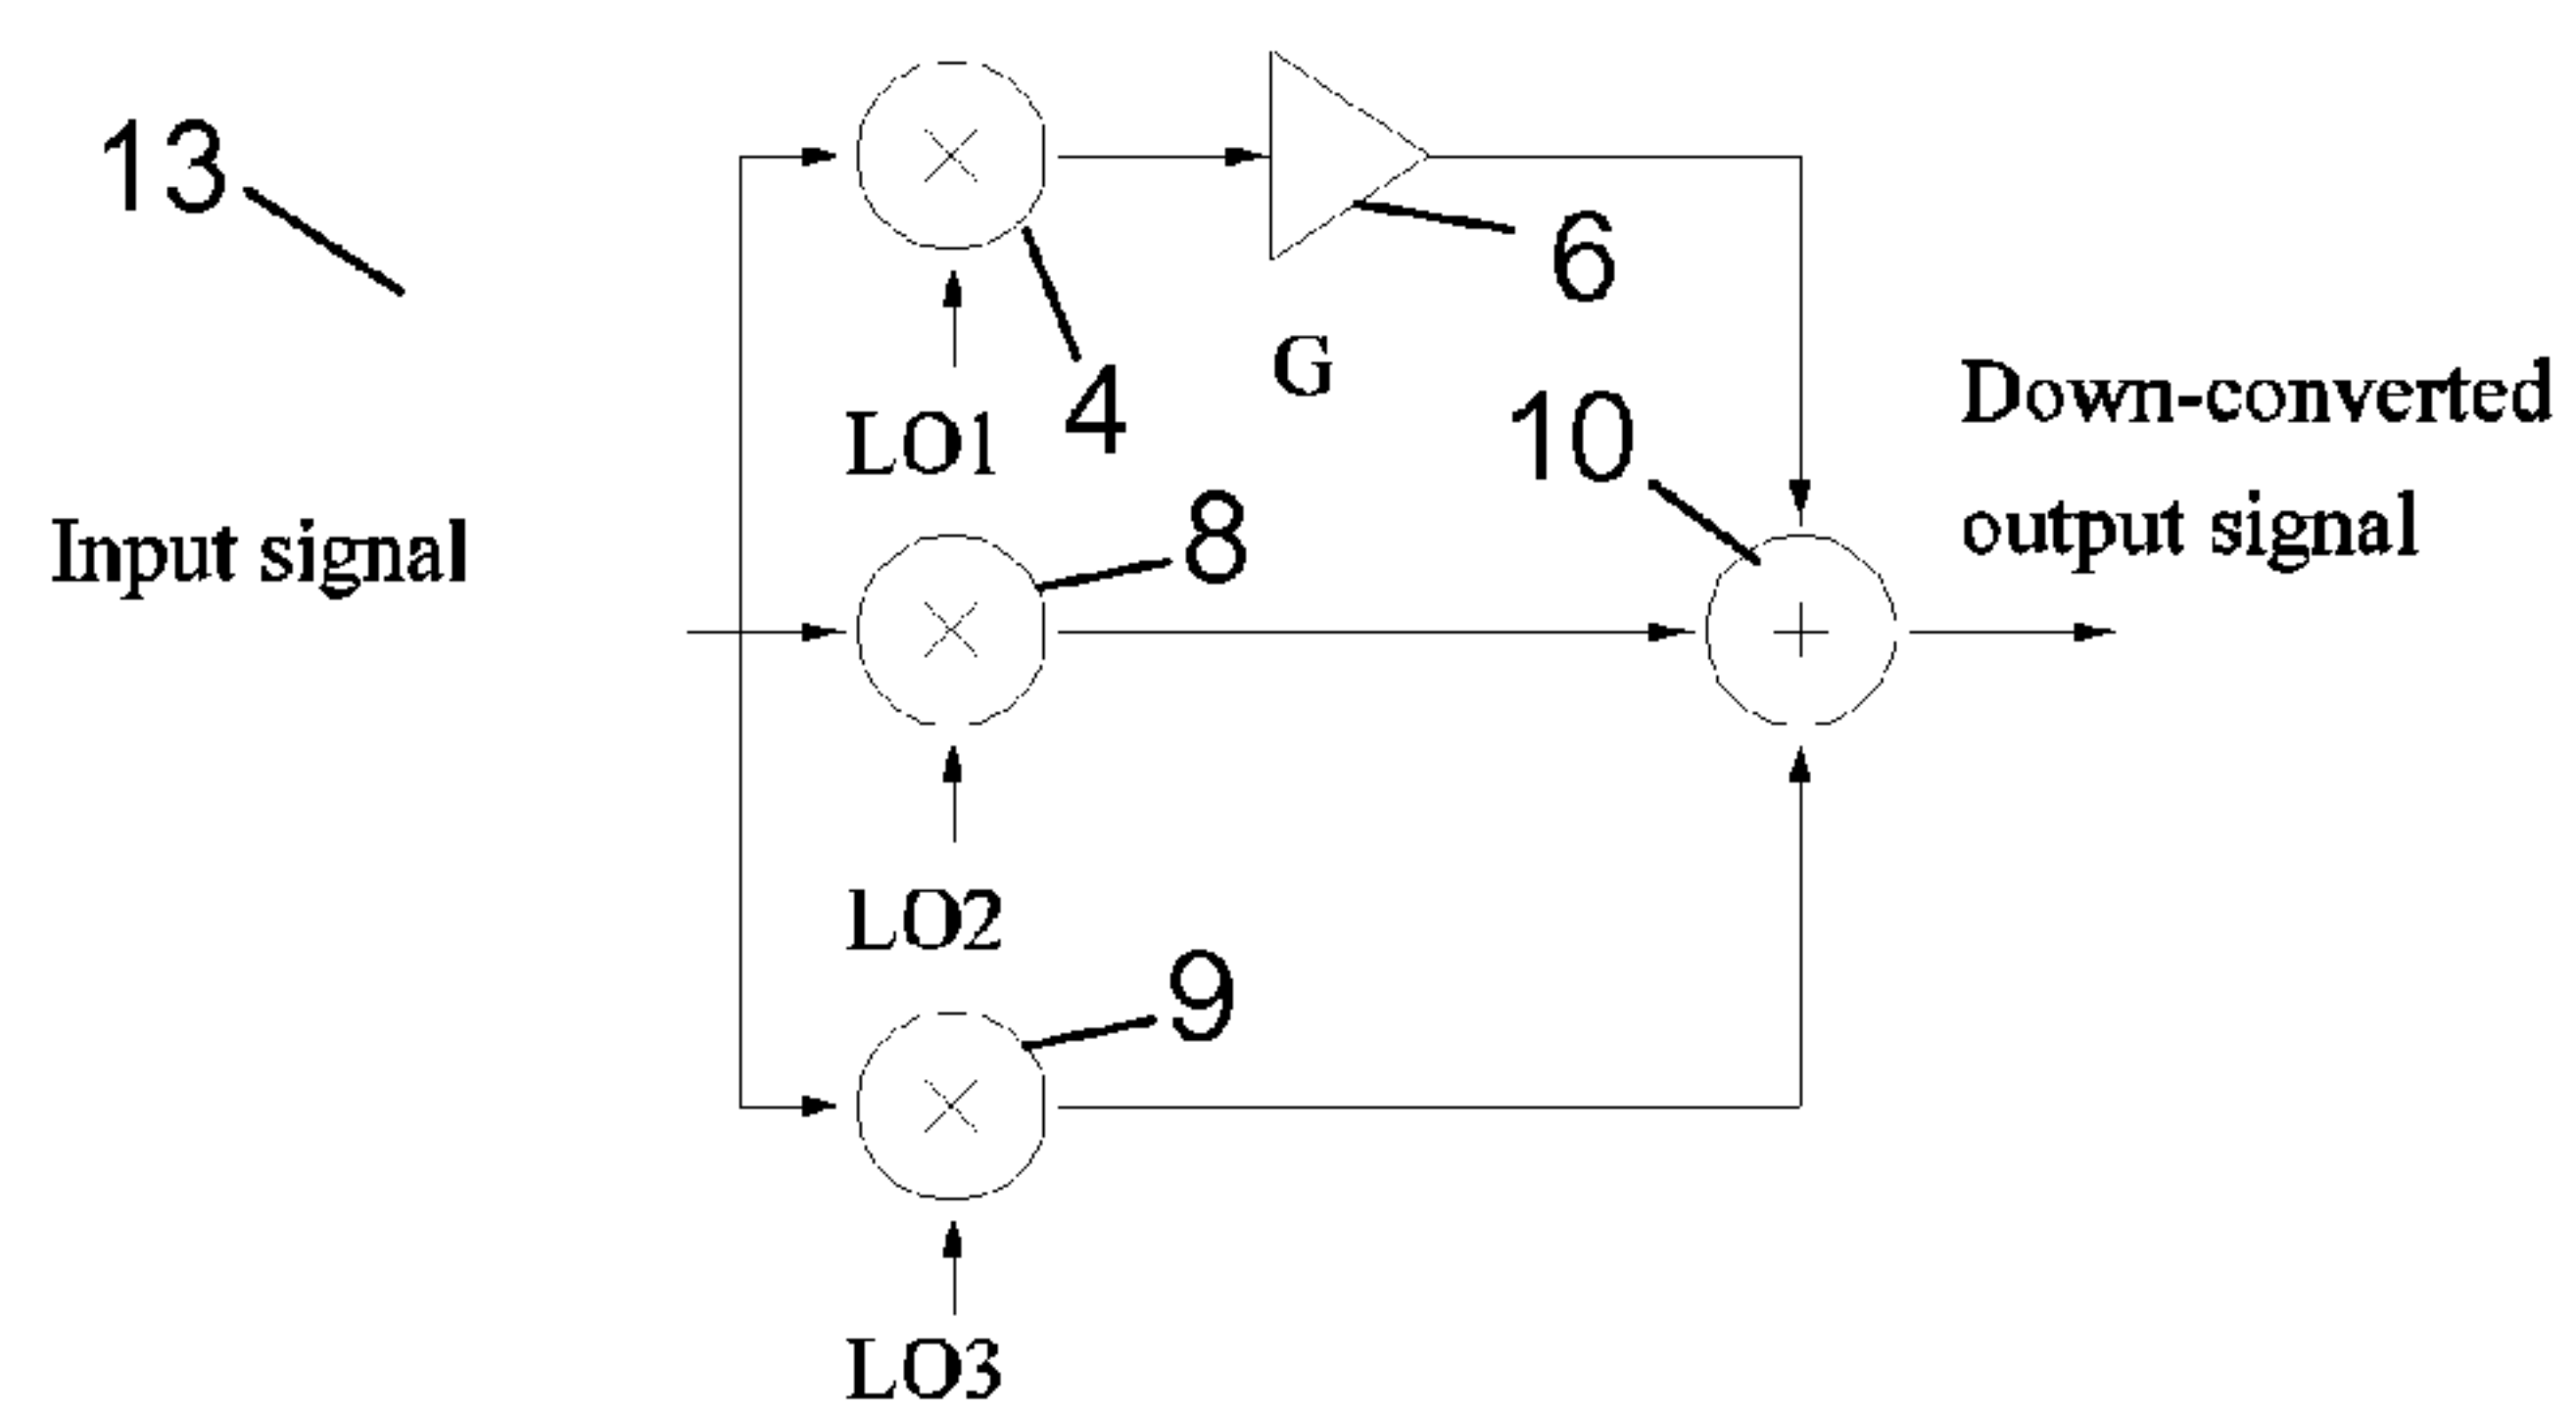 13
6
G
4
LO1
10
Down-converted
output signal
Input signal
8
LO2
9
LO3